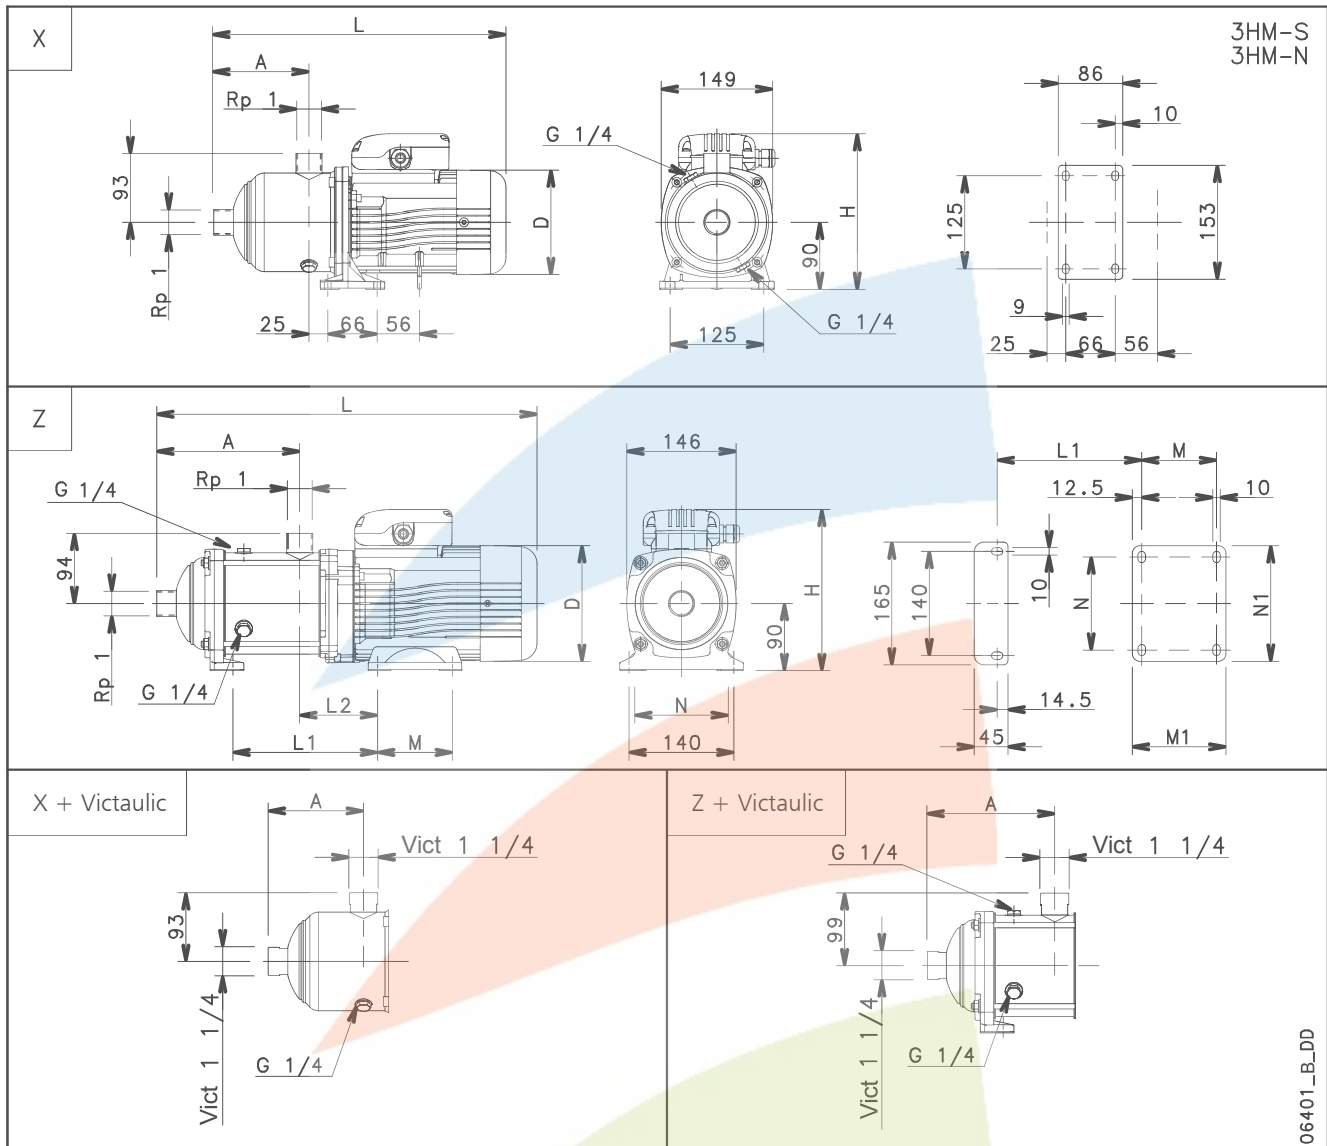 X
L
3HM-S
3HM-N
A
Rp 1
93
Rp 1
D
25
66
56
149
G 1/4
H
90
G 1/4
125
86
10
125
153
9
25
66
56
Z
L
A
Rp 1
G 1/4
94
Rp 1
G 1/4
D
L2
L1
M
146
H
90
N
140
L1
M
12.5
10
165
140
10
N
N1
14.5
45
M1
X + Victaulic
A
Vict 1 1/4
93
Vict 1 1/4
G 1/4
Z + Victaulic
A
G 1/4
Vict 1 1/4
99
Vict 1 1/4
G 1/4
06401_B_DD